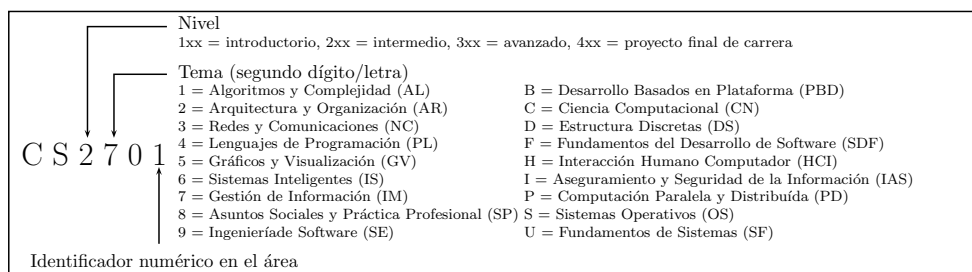 Nivel
1xx = introductorio, 2xx = intermedio, 3xx = avanzado, 4xx = proyecto final de carrera
Tema (segundo dígito/letra)
1 = Algoritmos y Complejidad (AL)
2 = Arquitectura y Organización (AR)
3 = Redes y Comunicaciones (NC)
4 = Lenguajes de Programación (PL)
5 = Gráficos y Visualización (GV)
6 = Sistemas Inteligentes (IS)
7 = Gestión de Información (IM)
8 = Asuntos Sociales y Práctica Profesional (SP)
9 = Ingenieríade Software (SE)
B = Desarrollo Basados en Plataforma (PBD)
C = Ciencia Computacional (CN)
D = Estructura Discretas (DS)
F = Fundamentos del Desarrollo de Software (SDF)
H = Interacción Humano Computador (HCI)
I = Aseguramiento y Seguridad de la Información (IAS)
P = Computación Paralela y Distribuída (PD)
S = Sistemas Operativos (OS)
U = Fundamentos de Sistemas (SF)
C S 2 7 0 1
Identificador numérico en el área